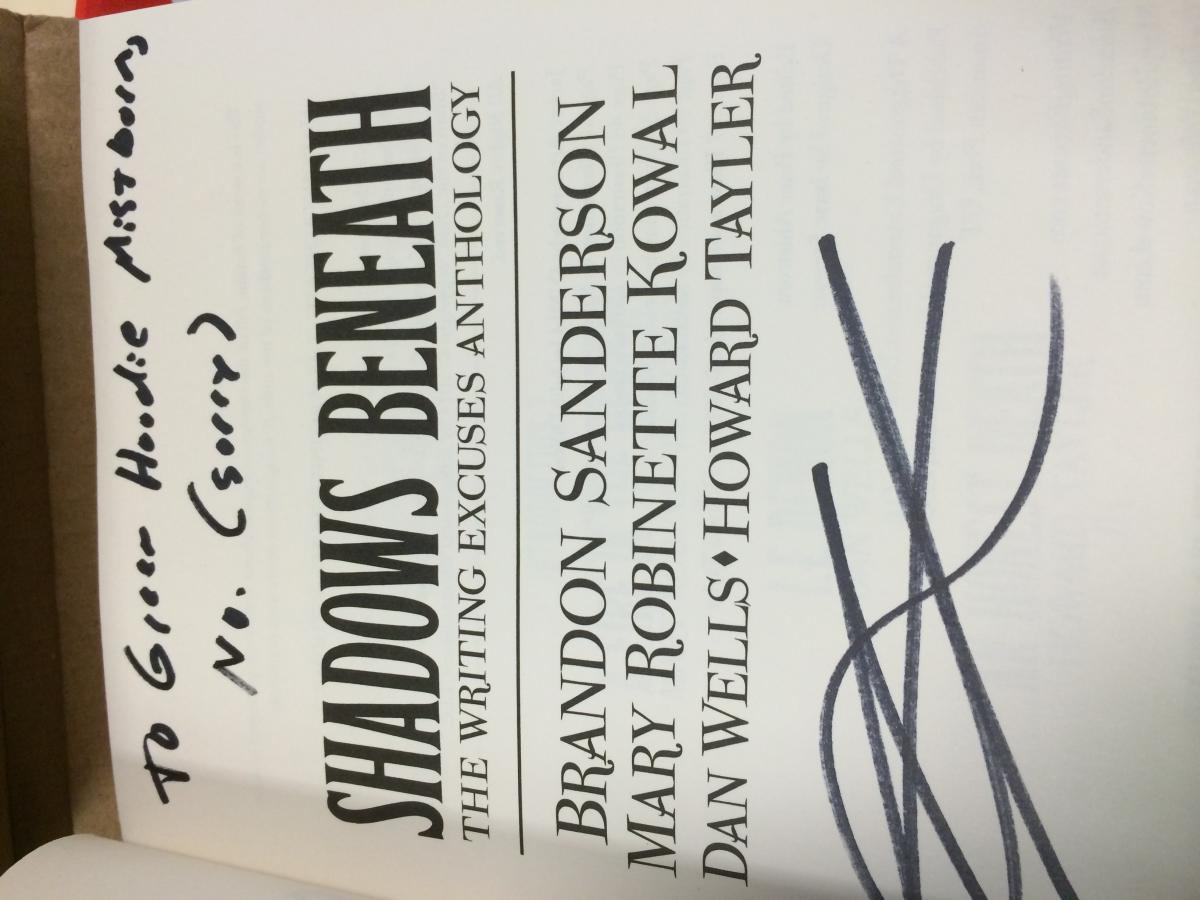 To Green Hoodie Mistborn,
No. (sorry)
SHADOWS BENEATH
THE WRITING EXCUSES ANTHOLOGY
BRANDON SANDERSON
MARY ROBINETTE KOWAL
DAN WELLS♦HOWARD TAYLER